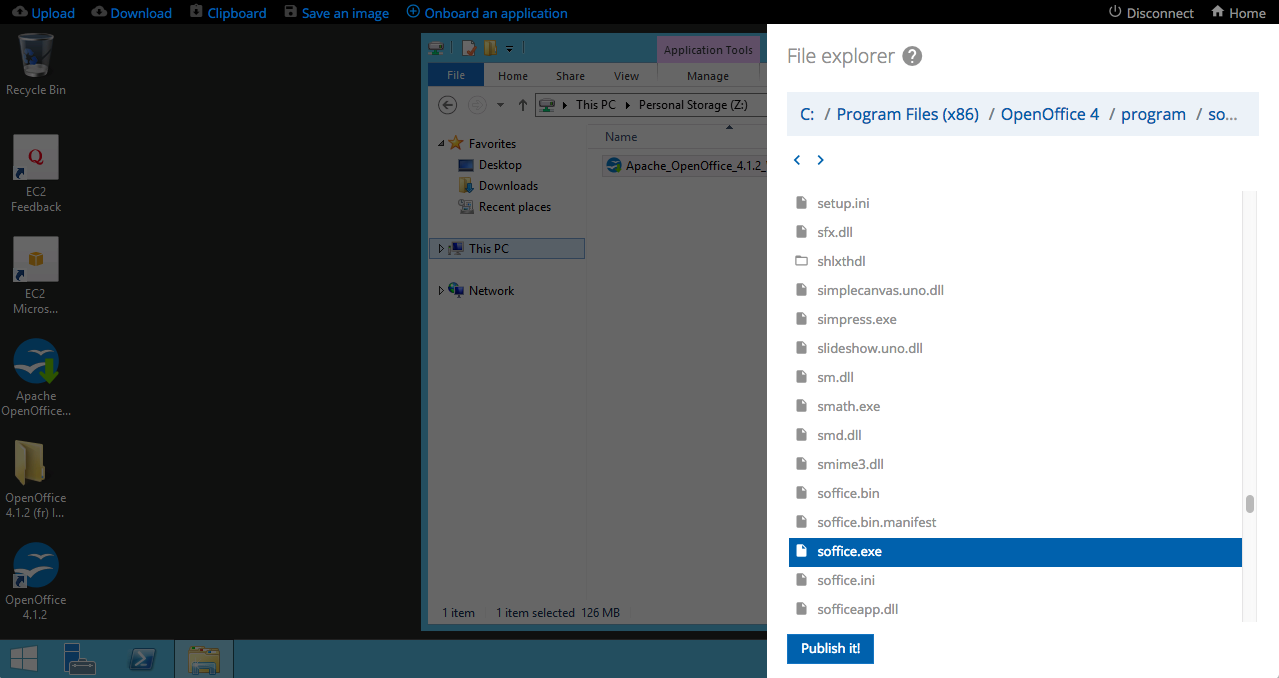 Upload Download Clipboard Save an image Onboard an application Disconnect Home
Recycle Bin
EC2
Feedback
EC2
Micros...
Apache
OpenOffice...
OpenOffice
4.1.2 (fr) I...
OpenOffice
4.1.2
Application Tools
File Home Share View Manage
This PC Personal Storage (Z:)
Favorites
Desktop
Downloads
Recent places
This PC
Network
Name
Apache_OpenOffice_4.1.2_
1 item 1 item selected 126 MB
File explorer ?
C: / Program Files (x86) / OpenOffice 4 / program / so...
< >
setup.ini
sfx.dll
shlxthdl
simplecanvas.uno.dll
simpress.exe
slideshow.uno.dll
sm.dll
smath.exe
smd.dll
smime3.dll
soffice.bin
soffice.bin.manifest
soffice.exe
soffice.ini
sofficeapp.dll
Publish it!